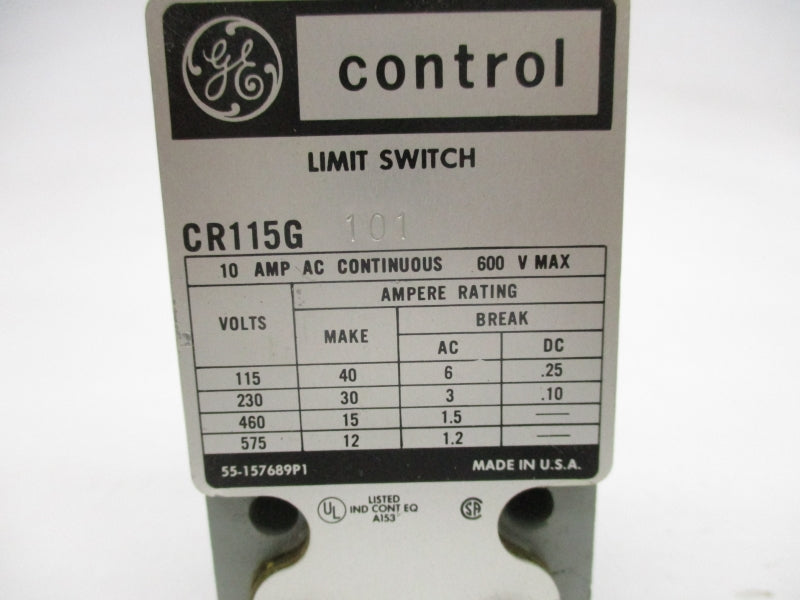 GE control
LIMIT SWITCH
CR115G 101
10 AMP AC CONTINUOUS 600 V MAX
VOLTS
AMPERE RATING
MAKE
BREAK
AC DC
115 40 6 .25
230 30 3 .10
460 15 1.5 —
575 12 1.2 —
55-157689P1 MADE IN U.S.A.
UL LISTED
IND CONT EQ
A153
SA